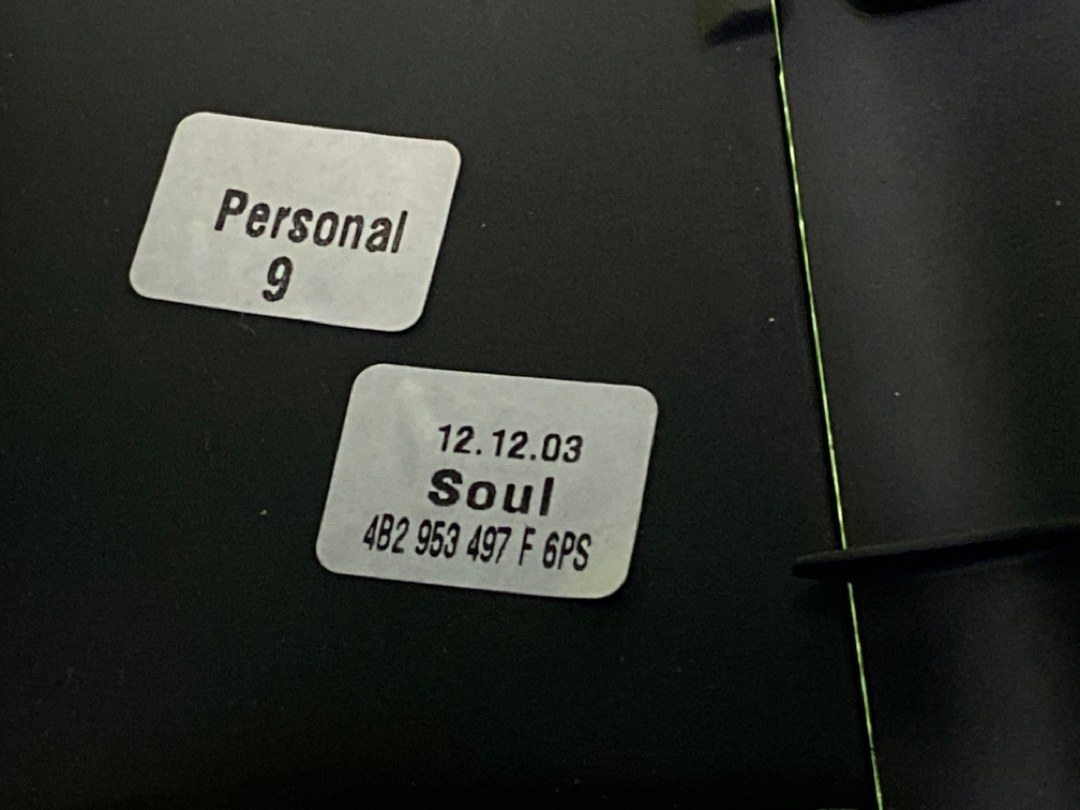 Personal
9
12.12.03
Soul
4B2 953 497 F 6PS